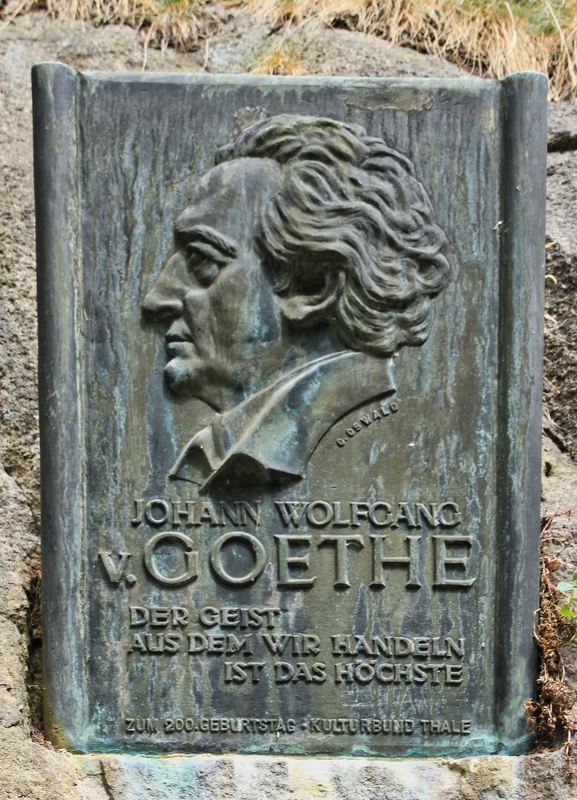 G. OSWALD
JOHANN WOLFGANG
v. GOETHE
DER GEIST
AUS DEM WIR HANDELN
IST DAS HÖCHSTE
ZUM 200. GEBURTSTAG • KULTURBUND THALE